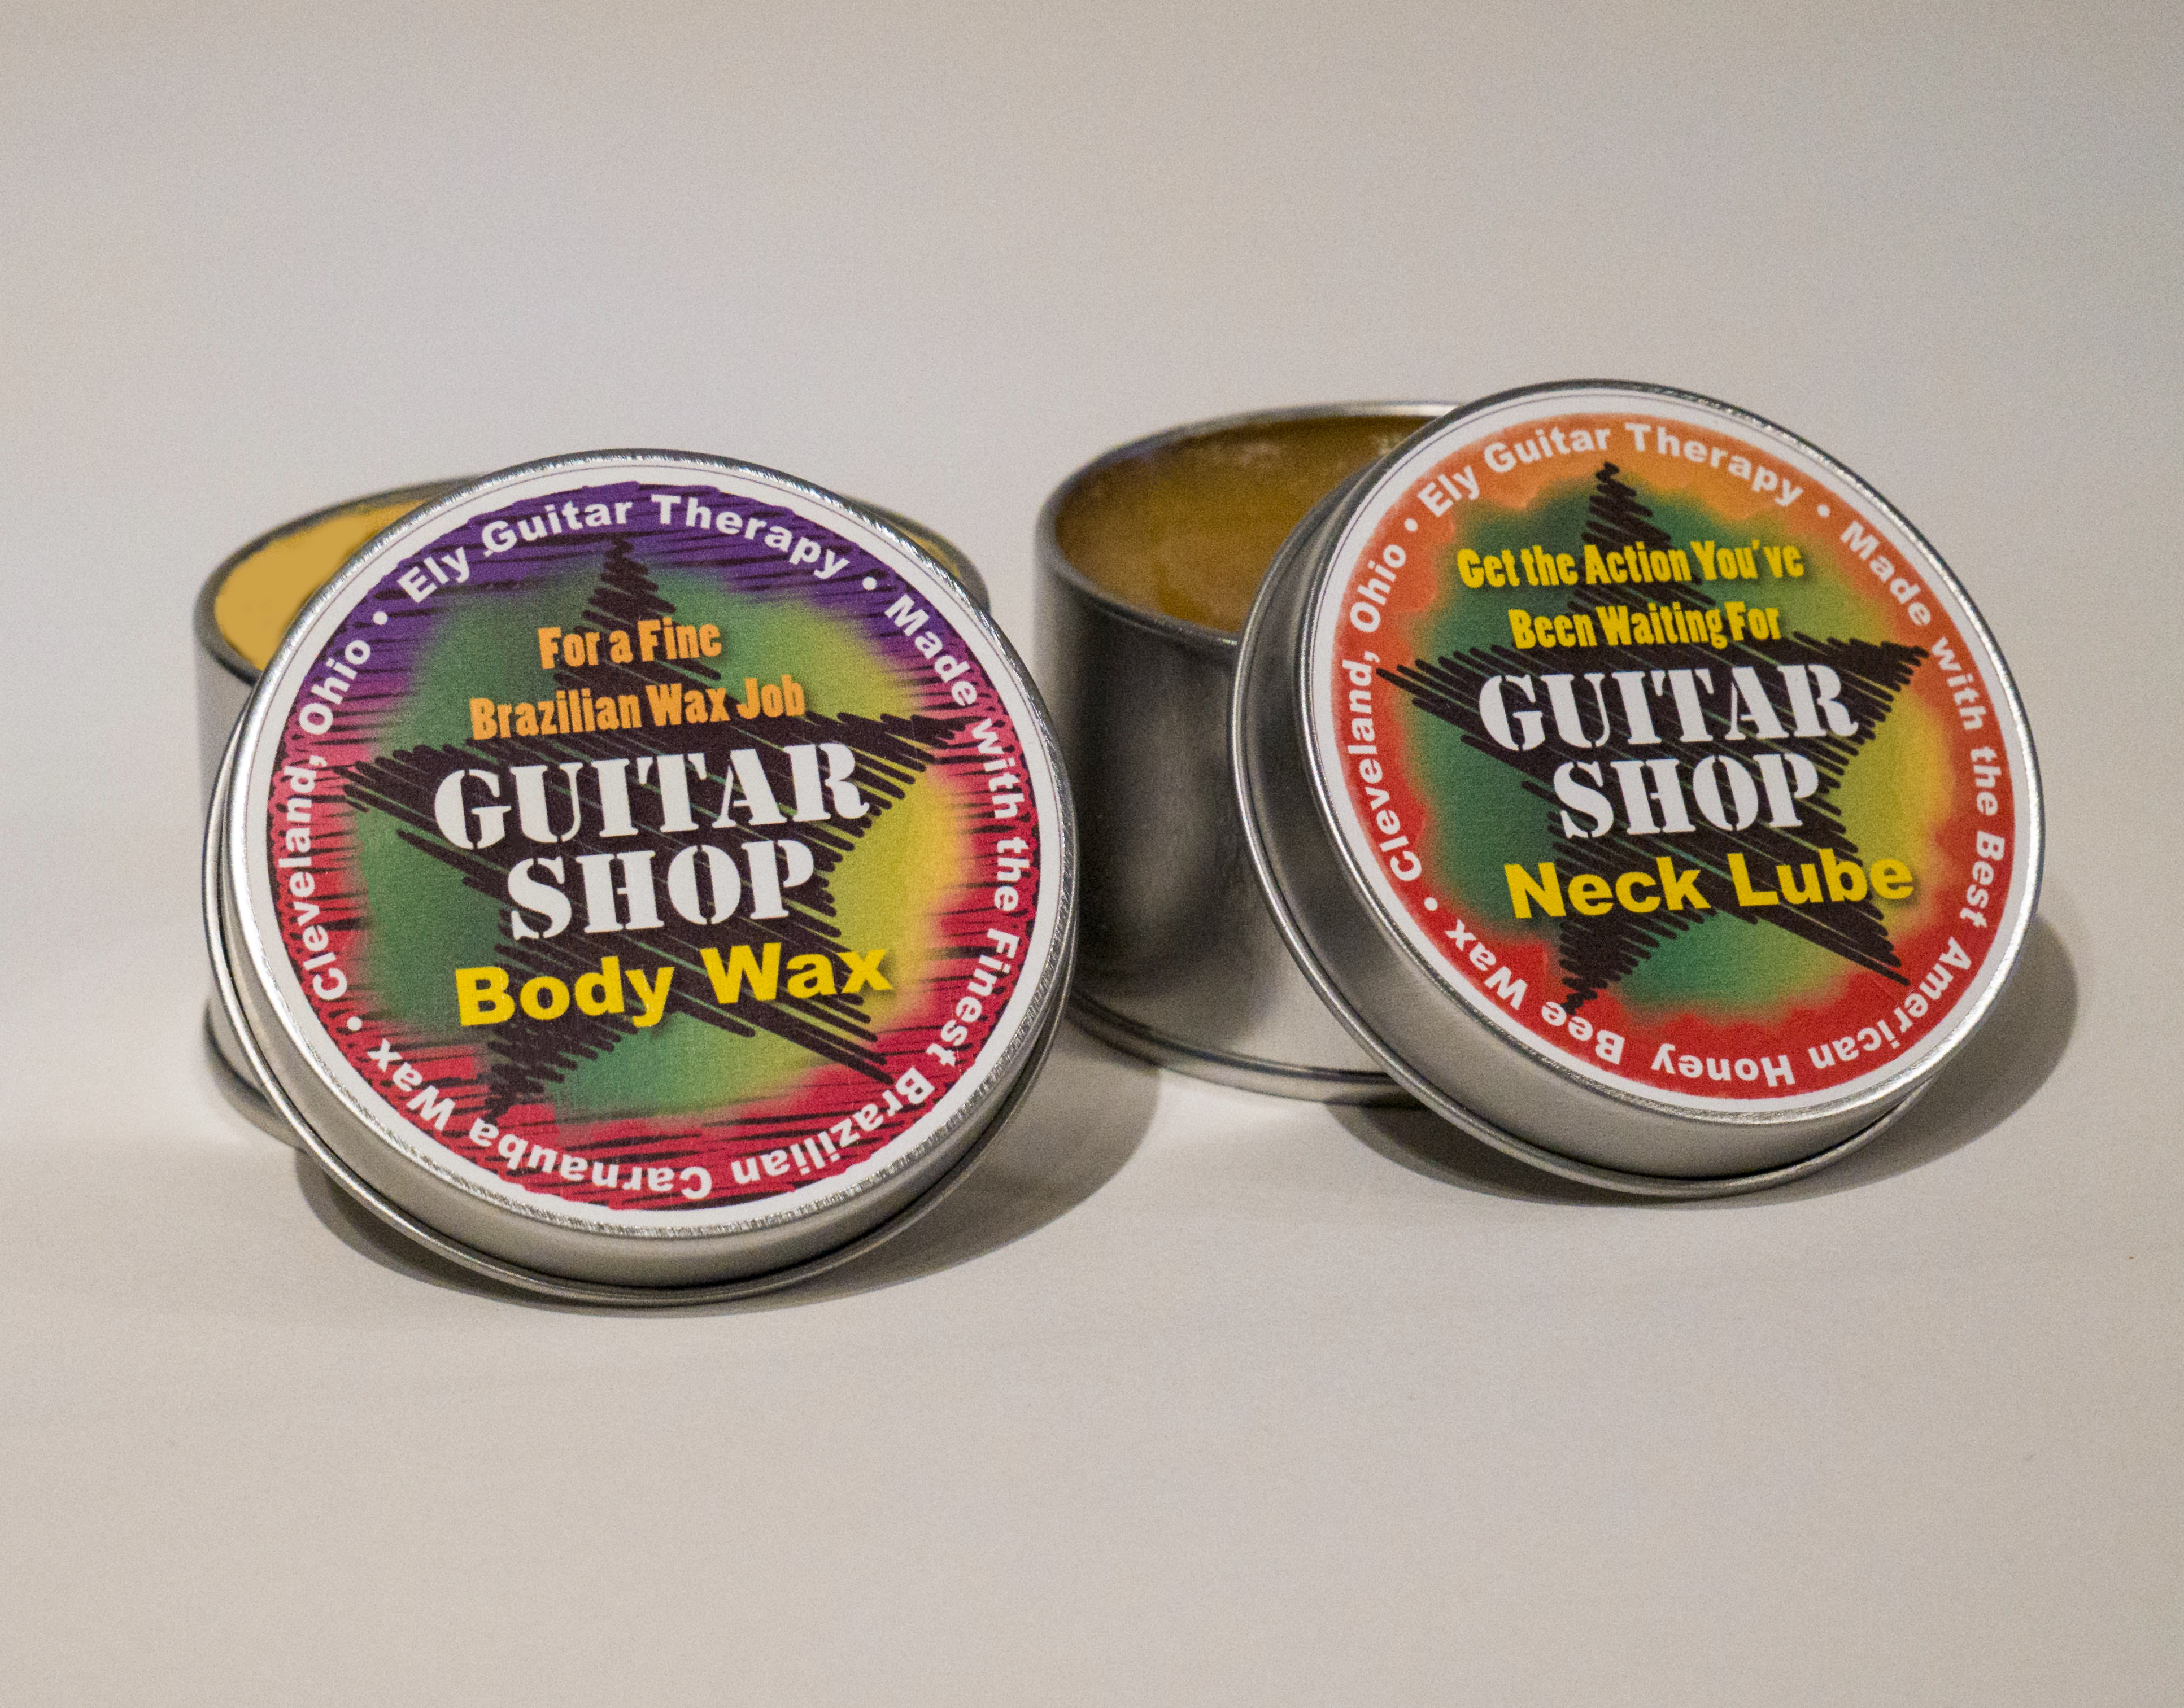 Ely Guitar Therapy • Made with the Finest Brazilian Carnauba Wax • Cleveland, Ohio •
For a Fine
Brazilian Wax Job
GUITAR
SHOP
Body Wax
Ely Guitar Therapy • Made with the Best American Honey Bee Wax • Cleveland, Ohio •
Get the Action You've
Been Waiting For
GUITAR
SHOP
Neck Lube